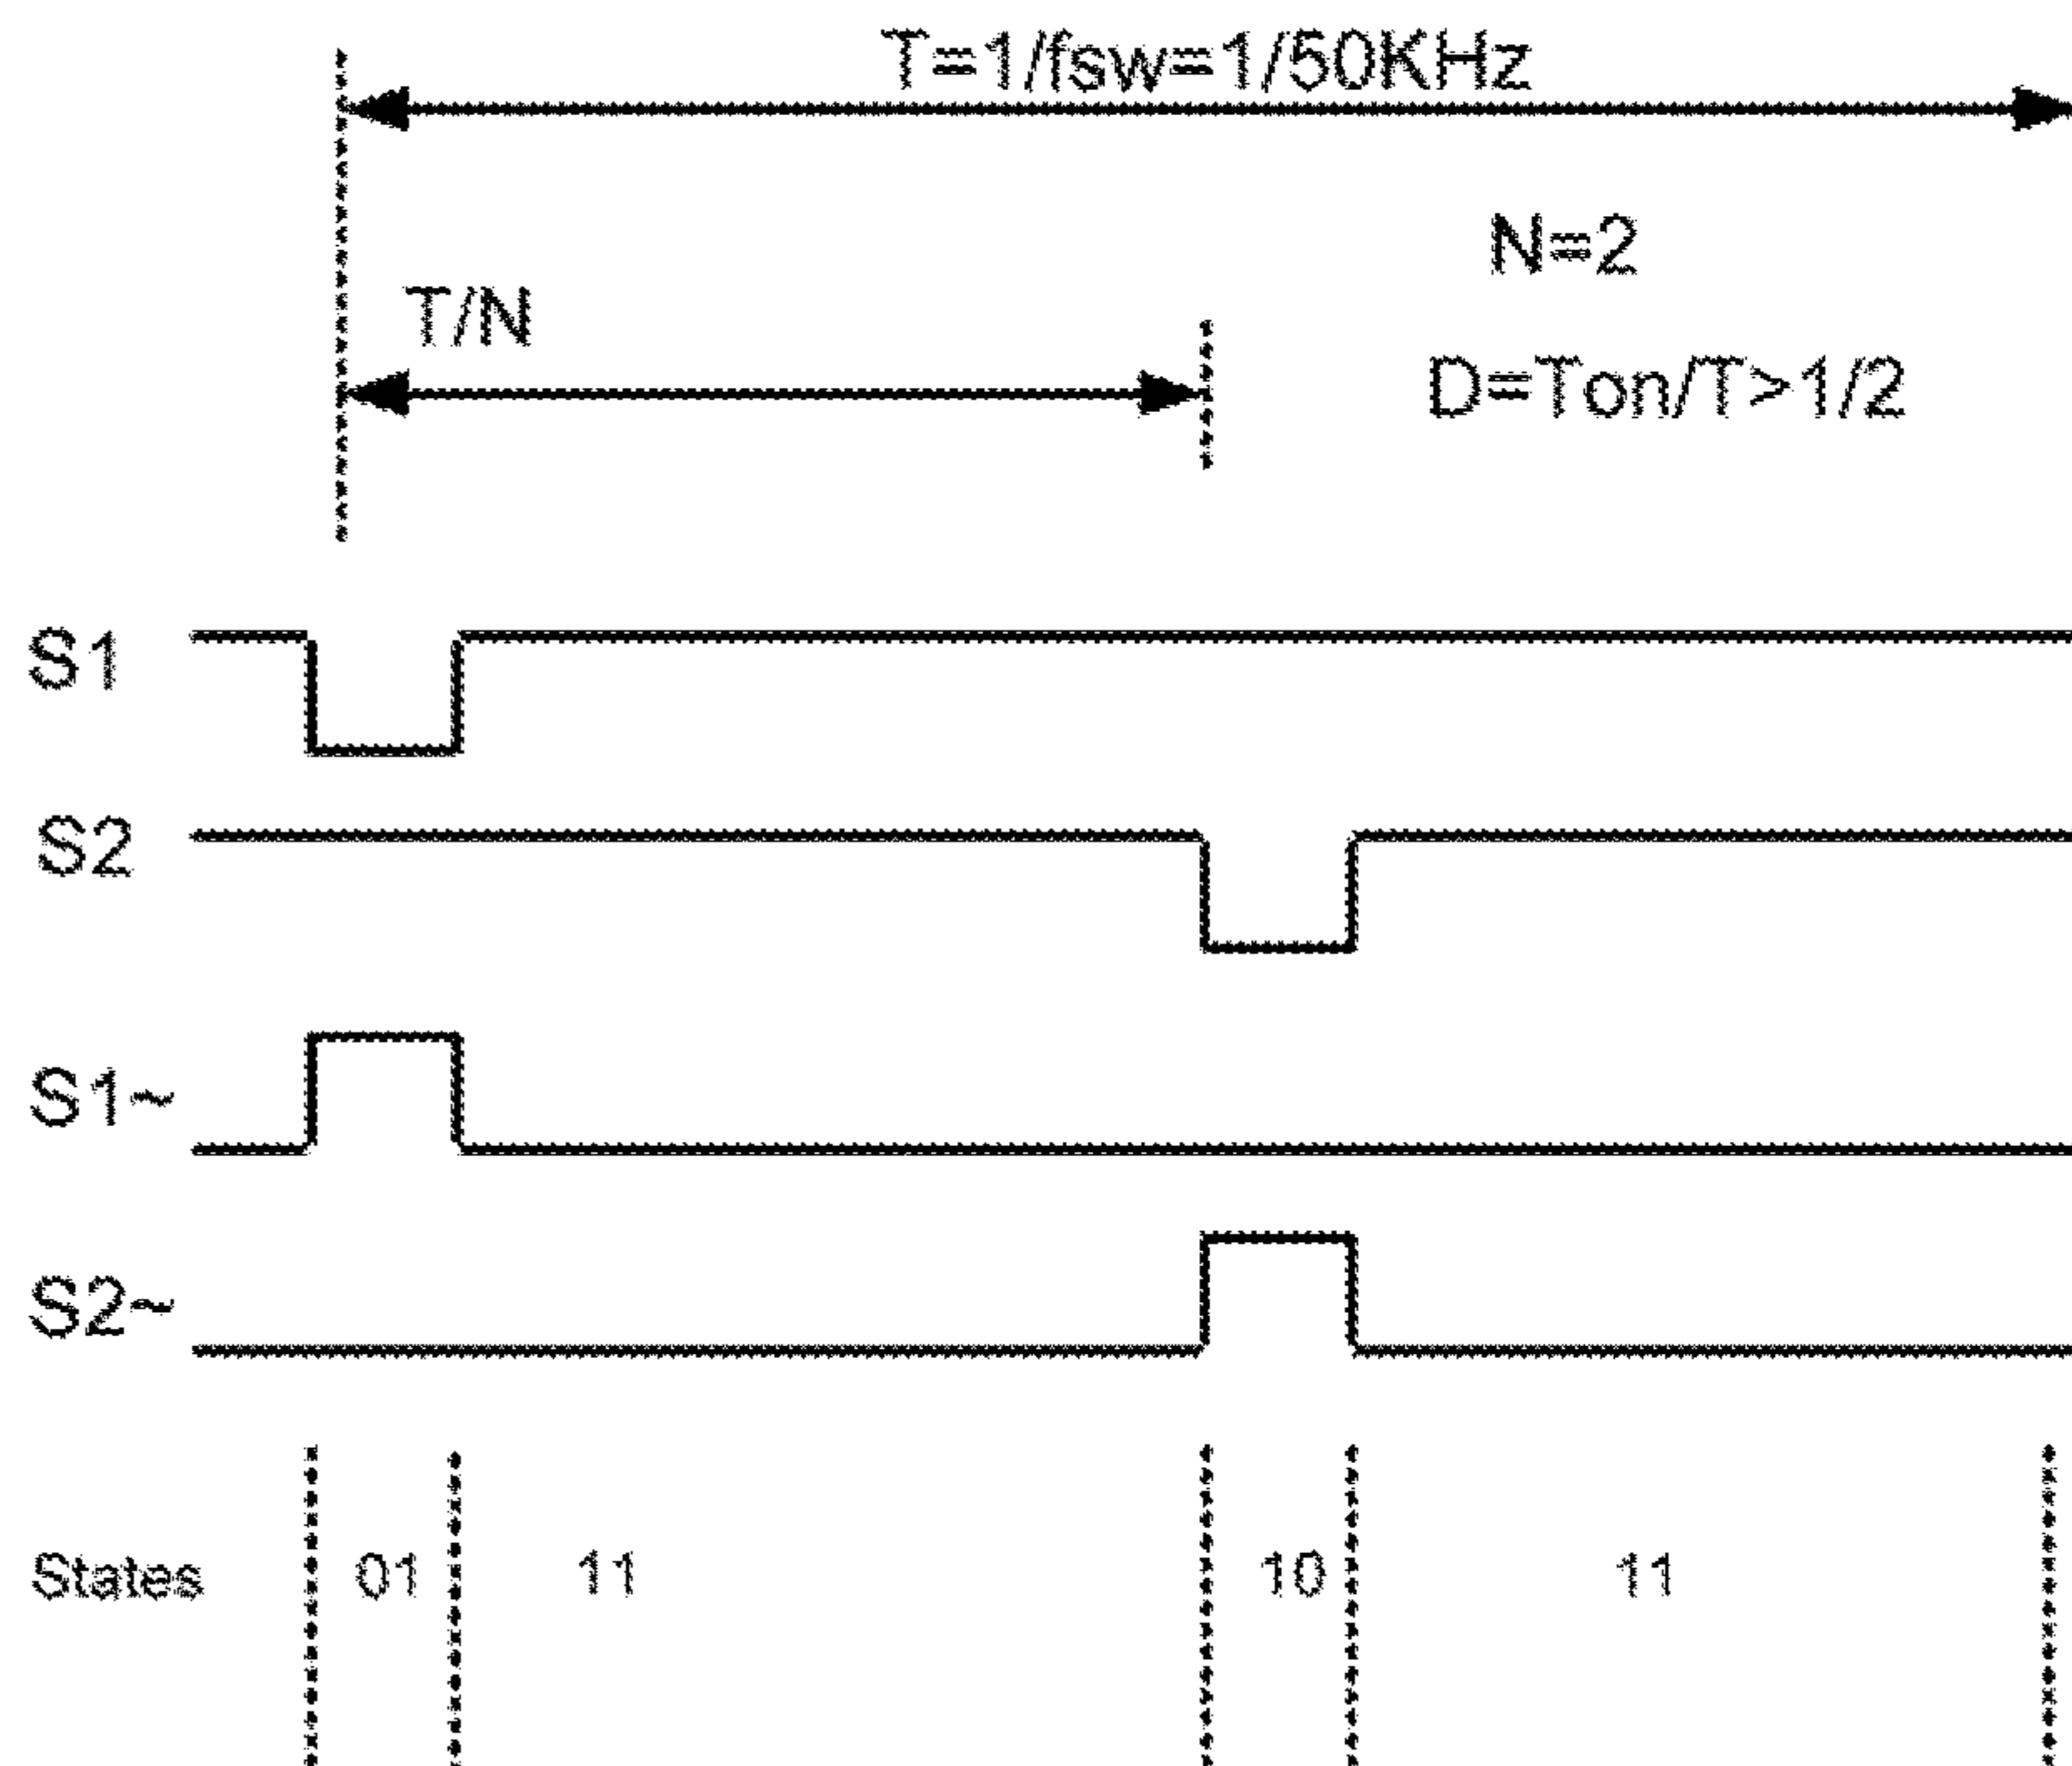 T=1/fsw=1/50KHz
N=2
T/N
D=Ton/T>1/2
S1
S2
S1~
S2~
States 01 11 10 11